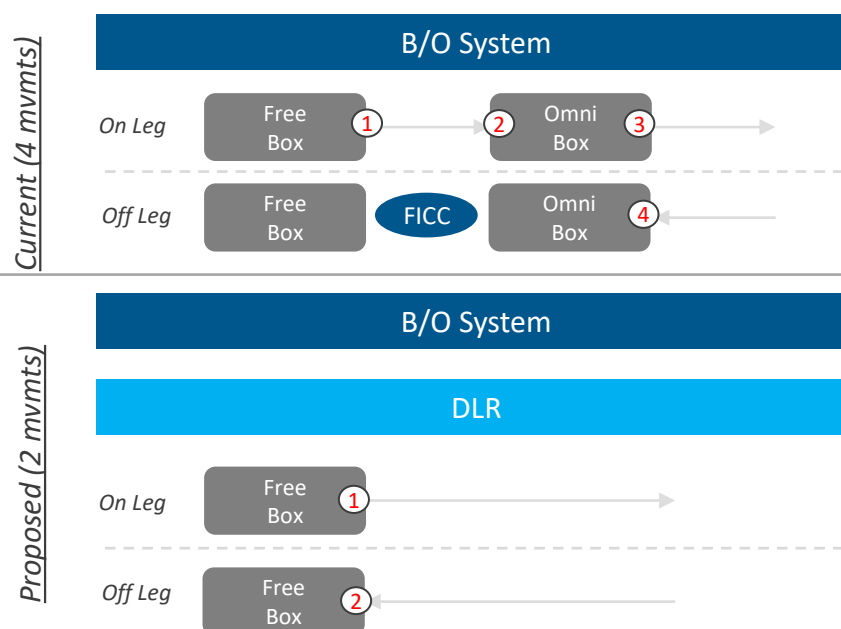 Current (4 mvmts)
B/O System
On Leg
Free
Box
1
2
Omni
Box
3
Off Leg
Free
Box
FICC
Omni
Box
4
Proposed (2 mvmts)
B/O System
DLR
On Leg
Free
Box
1
Off Leg
Free
Box
2